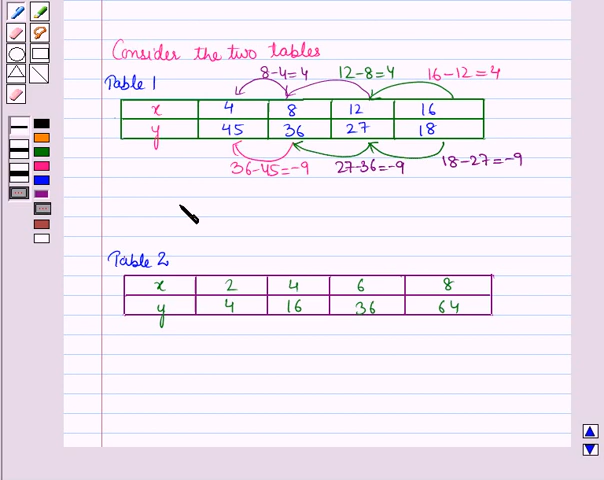 Consider the two tables
8-4=4 12-8=4 16-12=4
Table 1
x 4 8 12 16
y 45 36 27 18
36-45=-9 27-36=-9 18-27=-9
Table 2
x 2 4 6 8
y 4 16 36 64